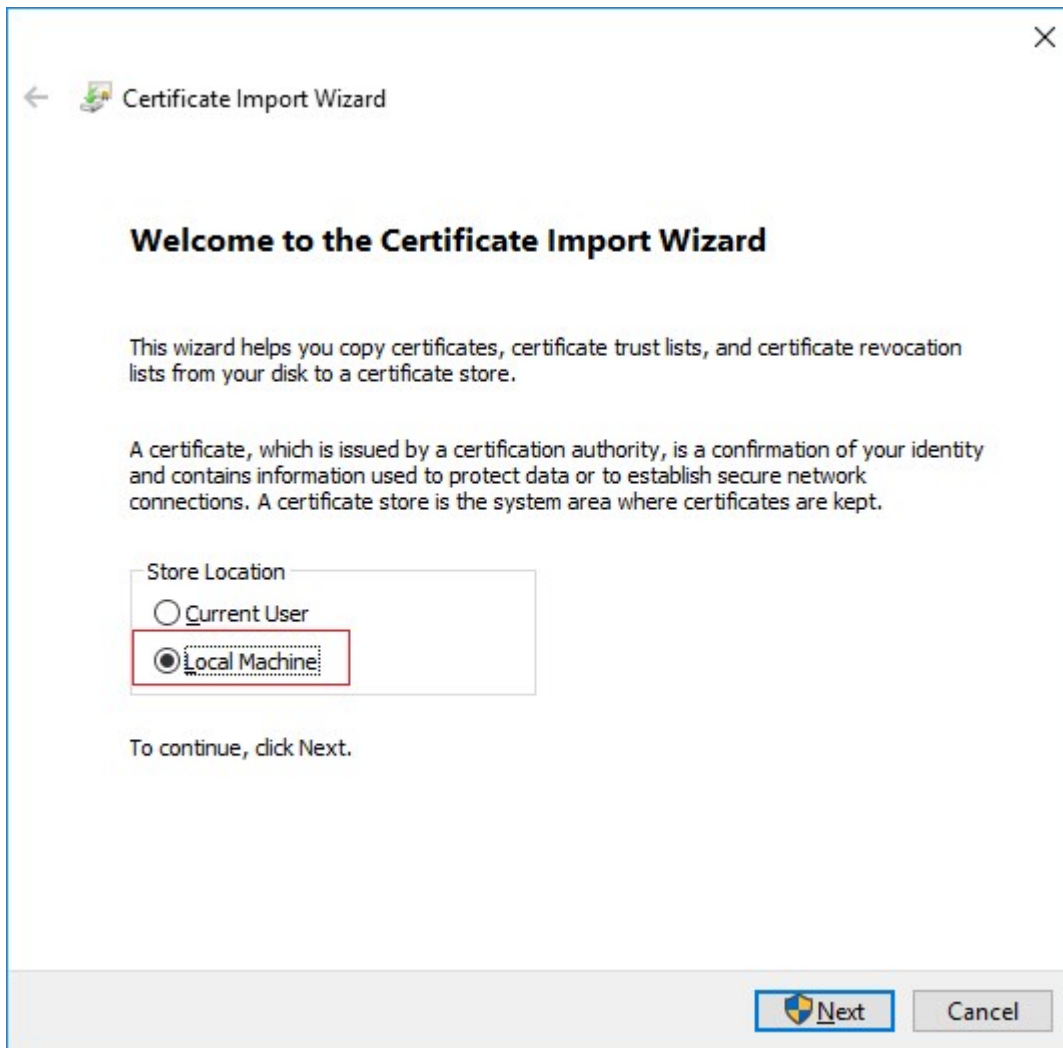 Certificate Import Wizard
Welcome to the Certificate Import Wizard
This wizard helps you copy certificates, certificate trust lists, and certificate revocation
lists from your disk to a certificate store.
A certificate, which is issued by a certification authority, is a confirmation of your identity
and contains information used to protect data or to establish secure network
connections. A certificate store is the system area where certificates are kept.
Store Location
Current User
Local Machine
To continue, click Next.
Next
Cancel